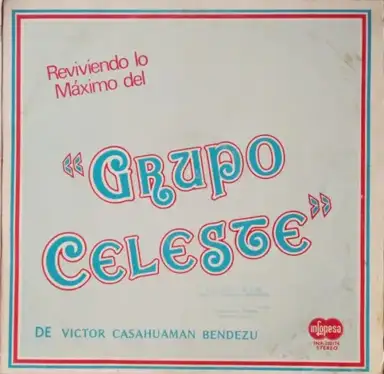 Reviviendo lo
Máximo del
“GRUPO
CELESTE”
DE VICTOR CASAHUAMAN BENDEZU
infopesa
STEREO